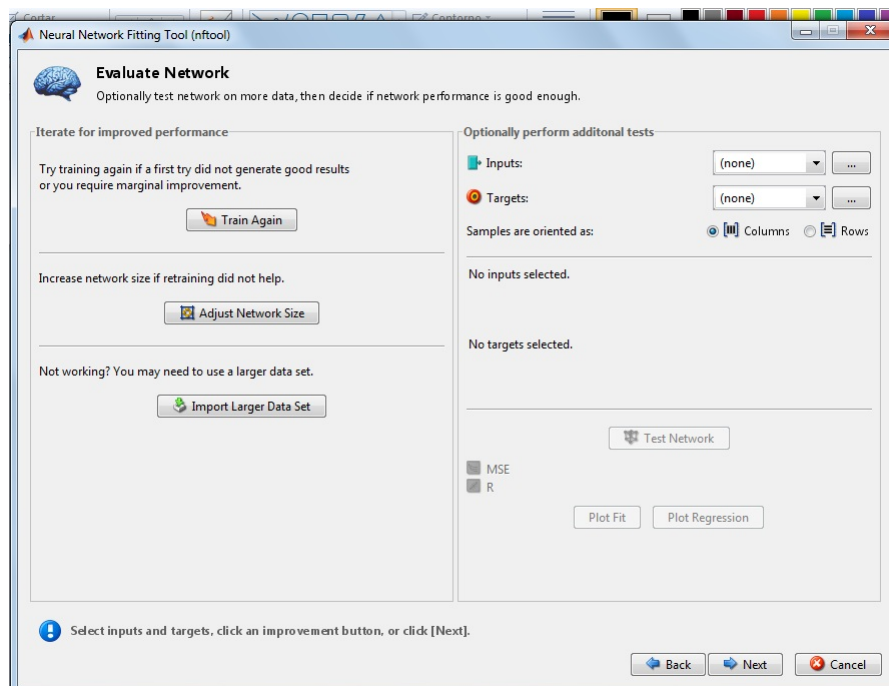 Cortar
Contorno
Neural Network Fitting Tool (nftool)
Evaluate Network
Optionally test network on more data, then decide if network performance is good enough.
Iterate for improved performance
Try training again if a first try did not generate good results
or you require marginal improvement.
Train Again
Increase network size if retraining did not help.
Adjust Network Size
Not working? You may need to use a larger data set.
Import Larger Data Set
Optionally perform additonal tests
Inputs: (none) ...
Targets: (none) ...
Samples are oriented as: Columns Rows
No inputs selected.
No targets selected.
Test Network
MSE
R
Plot Fit Plot Regression
Select inputs and targets, click an improvement button, or click [Next].
Back Next Cancel